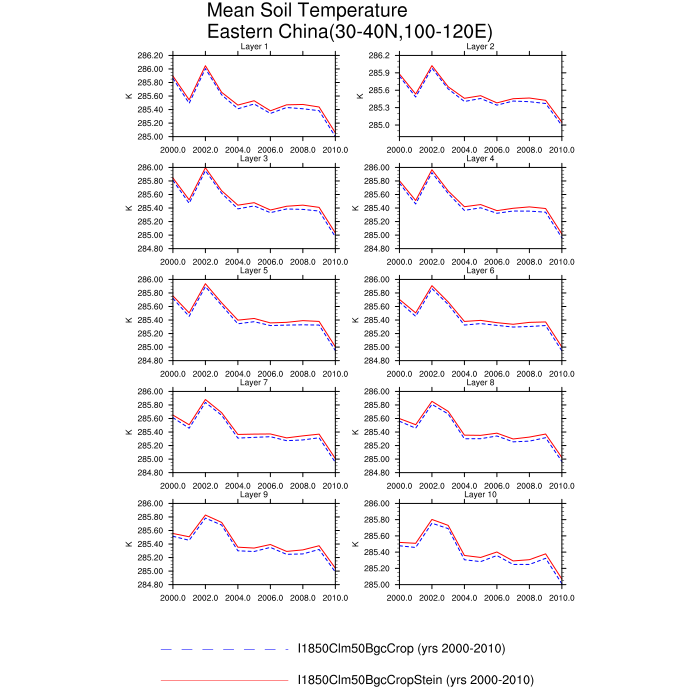 Mean Soil Temperature
Eastern China(30-40N,100-120E)
Layer 1
286.20
286.00
285.80
285.60
285.40
285.20
285.00
K
2000.0 2002.0 2004.0 2006.0 2008.0 2010.0
Layer 2
286.2
285.9
285.6
285.3
285.0
K
2000.0 2002.0 2004.0 2006.0 2008.0 2010.0
Layer 3
286.00
285.80
285.60
285.40
285.20
285.00
284.80
K
2000.0 2002.0 2004.0 2006.0 2008.0 2010.0
Layer 4
286.00
285.80
285.60
285.40
285.20
285.00
284.80
K
2000.0 2002.0 2004.0 2006.0 2008.0 2010.0
Layer 5
286.00
285.80
285.60
285.40
285.20
285.00
284.80
K
2000.0 2002.0 2004.0 2006.0 2008.0 2010.0
Layer 6
286.00
285.80
285.60
285.40
285.20
285.00
284.80
K
2000.0 2002.0 2004.0 2006.0 2008.0 2010.0
Layer 7
286.00
285.80
285.60
285.40
285.20
285.00
284.80
K
2000.0 2002.0 2004.0 2006.0 2008.0 2010.0
Layer 8
286.00
285.80
285.60
285.40
285.20
285.00
284.80
K
2000.0 2002.0 2004.0 2006.0 2008.0 2010.0
Layer 9
286.00
285.80
285.60
285.40
285.20
285.00
284.80
K
2000.0 2002.0 2004.0 2006.0 2008.0 2010.0
Layer 10
286.00
285.80
285.60
285.40
285.20
285.00
K
2000.0 2002.0 2004.0 2006.0 2008.0 2010.0
I1850Clm50BgcCrop (yrs 2000-2010)
I1850Clm50BgcCropStein (yrs 2000-2010)